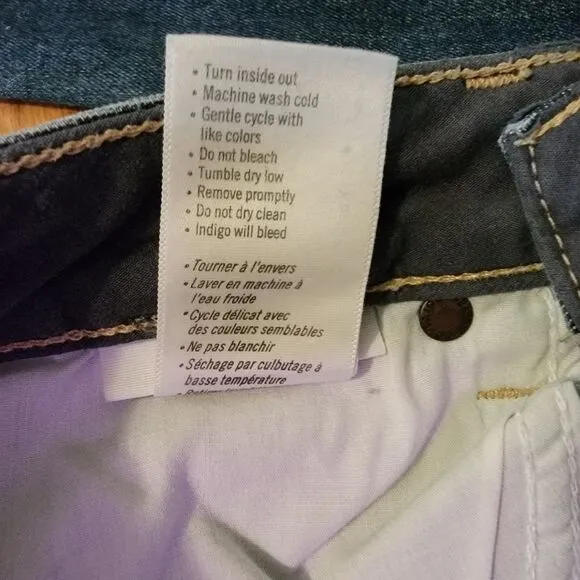 • Turn inside out
• Machine wash cold
• Gentle cycle with
like colors
• Do not bleach
• Tumble dry low
• Remove promptly
• Do not dry clean
• Indigo will bleed
• Tourner à l'envers
• Laver en machine à
l'eau froide
• Cycle délicat avec
des couleurs semblables
• Ne pas blanchir
• Séchage par culbutage à
basse température